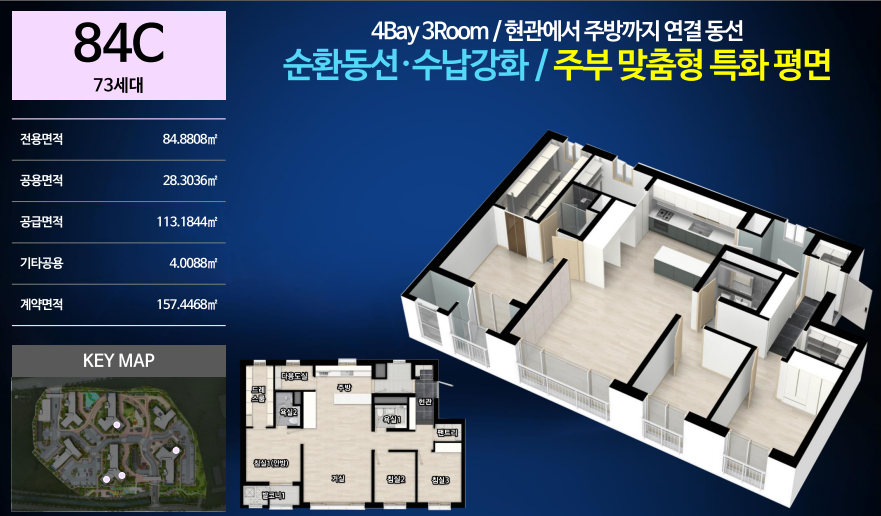 84C
73세대
4Bay 3Room / 현관에서 주방까지 연결 동선
순환동선·수납강화 / 주부 맞춤형 특화 평면
전용면적 84.8808㎡
공용면적 28.3036㎡
공급면적 113.1844㎡
기타공용 4.0088㎡
계약면적 157.4468㎡
KEY MAP
드레
스룸
다용도실
주방
욕실2
욕실1
현관
팬트리
침실1(안방)
거실
침실2
침실3
발코니1